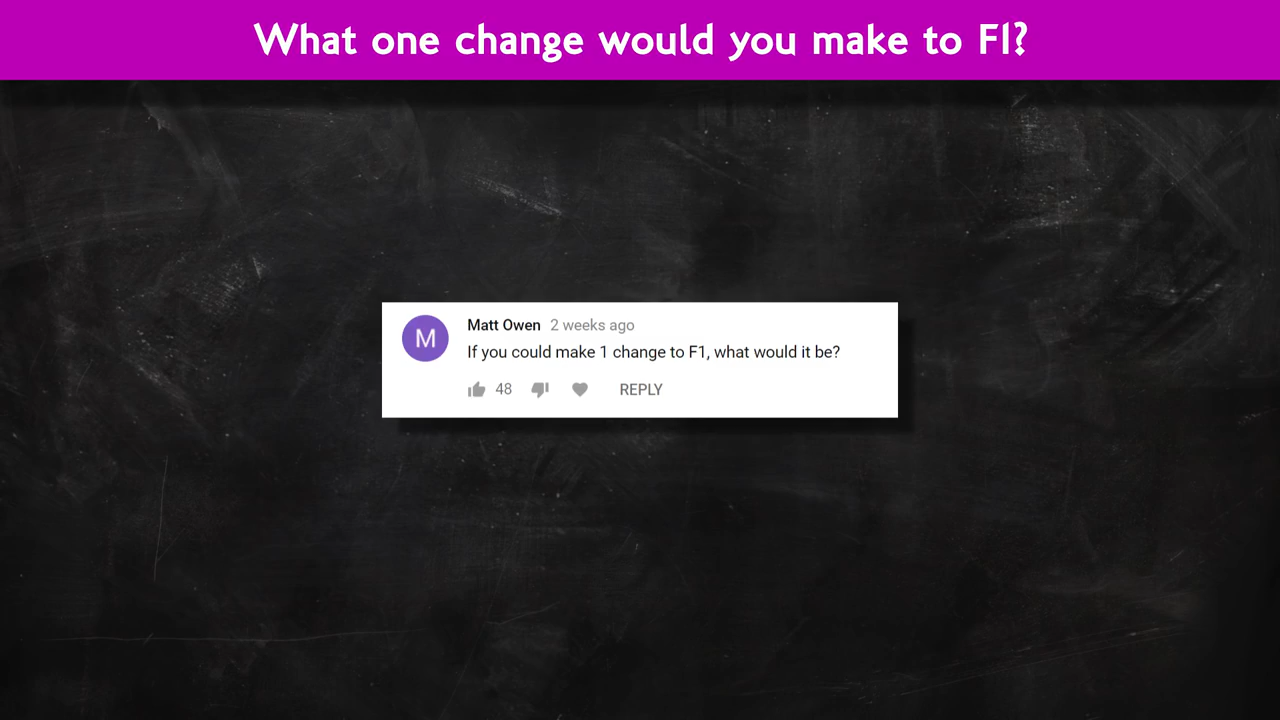 What one change would you make to F1?
M
Matt Owen 2 weeks ago
If you could make 1 change to F1, what would it be?
48 REPLY